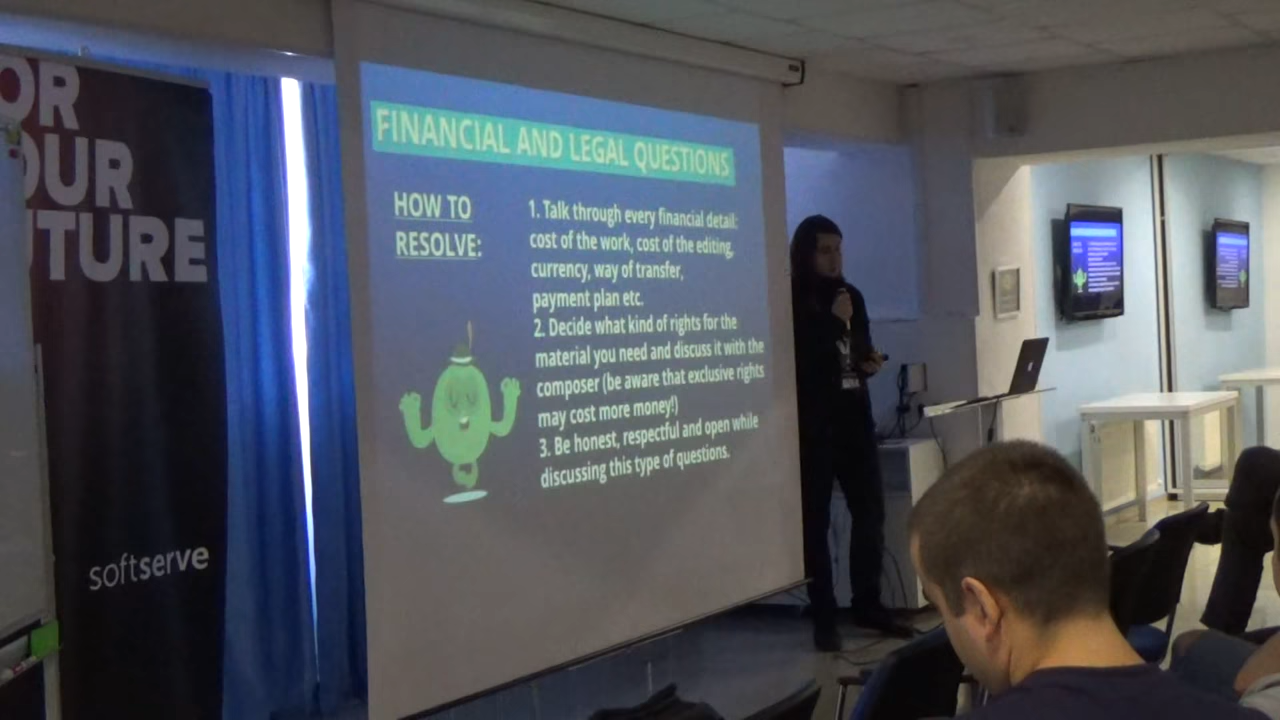 OR
OUR
UTURE
softserve
FINANCIAL AND LEGAL QUESTIONS
HOW TO
RESOLVE:
1. Talk through every financial detail:
cost of the work, cost of the editing,
currency, way of transfer,
payment plan etc.
2. Decide what kind of rights for the
material you need and discuss it with the
composer (be aware that exclusive rights
may cost more money!)
3. Be honest, respectful and open while
discussing this type of questions.